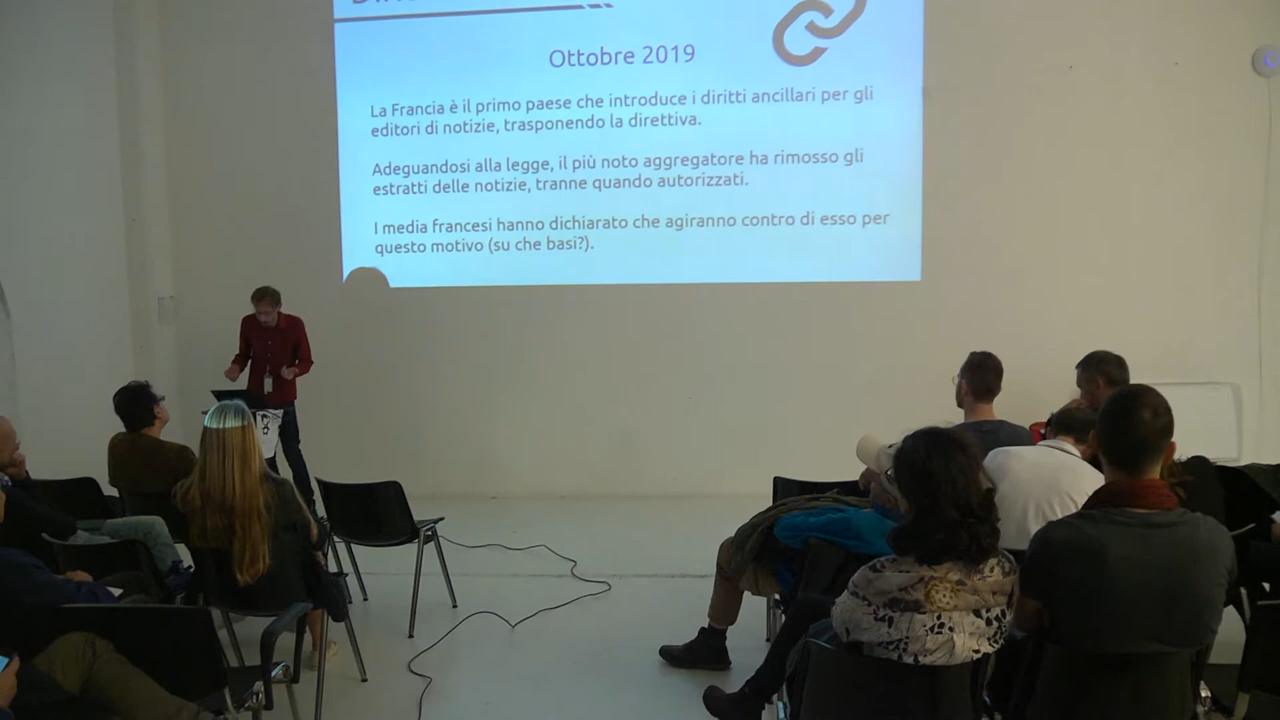 Ottobre 2019
La Francia è il primo paese che introduce i diritti ancillari per gli
editori di notizie, trasponendo la direttiva.
Adeguandosi alla legge, il più noto aggregatore ha rimosso gli
estratti delle notizie, tranne quando autorizzati.
I media francesi hanno dichiarato che agiranno contro di esso per
questo motivo (su che basi?).